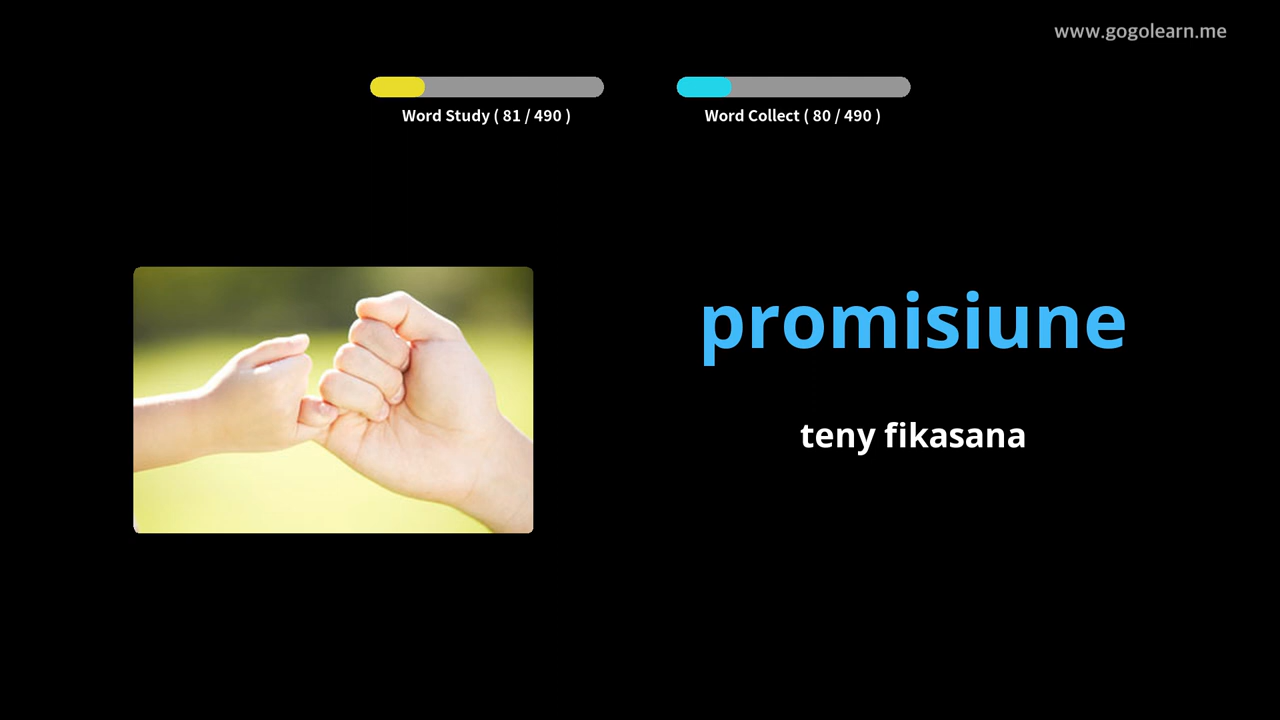 www.gogolearn.me
Word Study ( 81 / 490 )
Word Collect ( 80 / 490 )
promisiune
teny fikasana